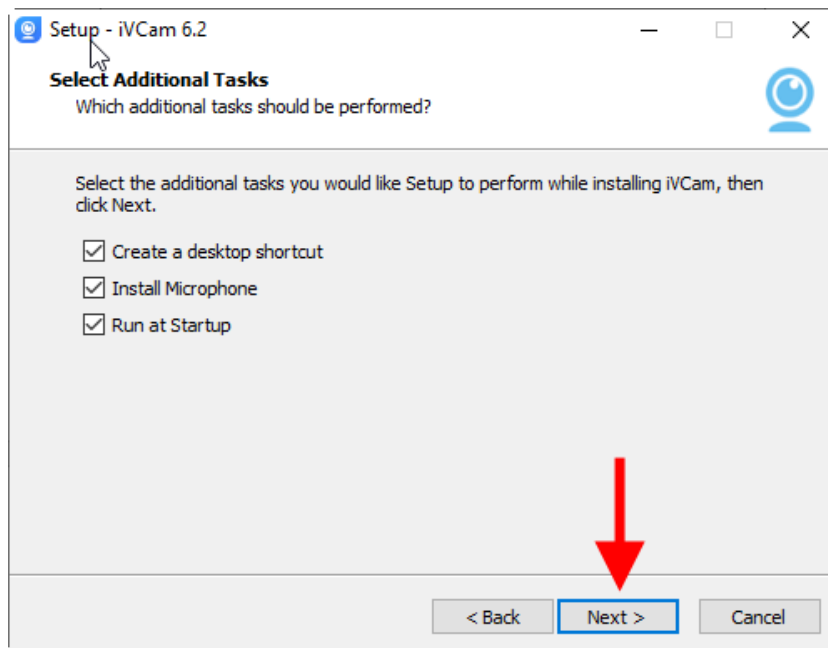 Setup - iVCam 6.2
Select Additional Tasks
Which additional tasks should be performed?
Select the additional tasks you would like Setup to perform while installing iVCam, then
click Next.
Create a desktop shortcut
Install Microphone
Run at Startup
< Back
Next >
Cancel